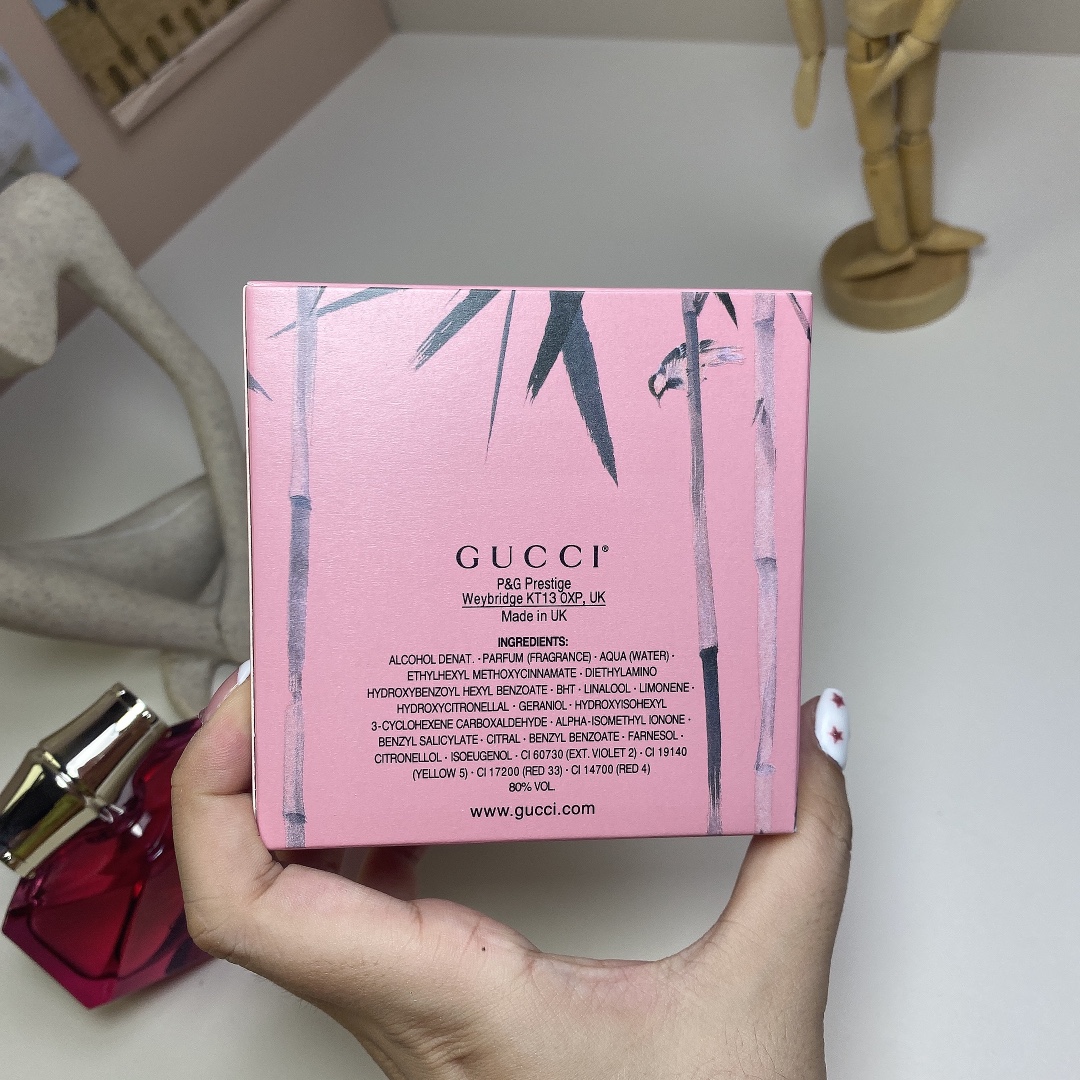 GUCCI®
P&G Prestige
Weybridge KT13 0XP, UK
Made in UK
INGREDIENTS:
ALCOHOL DENAT. · PARFUM (FRAGRANCE) · AQUA (WATER) ·
ETHYLHEXYL METHOXYCINNAMATE · DIETHYLAMINO
HYDROXYBENZOYL HEXYL BENZOATE · BHT · LINALOOL · LIMONENE ·
HYDROXYCITRONELLAL · GERANIOL · HYDROXYISOHEXYL
3-CYCLOHEXENE CARBOXALDEHYDE · ALPHA-ISOMETHYL IONONE ·
BENZYL SALICYLATE · CITRAL · BENZYL BENZOATE · FARNESOL ·
CITRONELLOL · ISOEUGENOL · CI 60730 (EXT. VIOLET 2) · CI 19140
(YELLOW 5) · CI 17200 (RED 33) · CI 14700 (RED 4)
80% VOL.
www.gucci.com